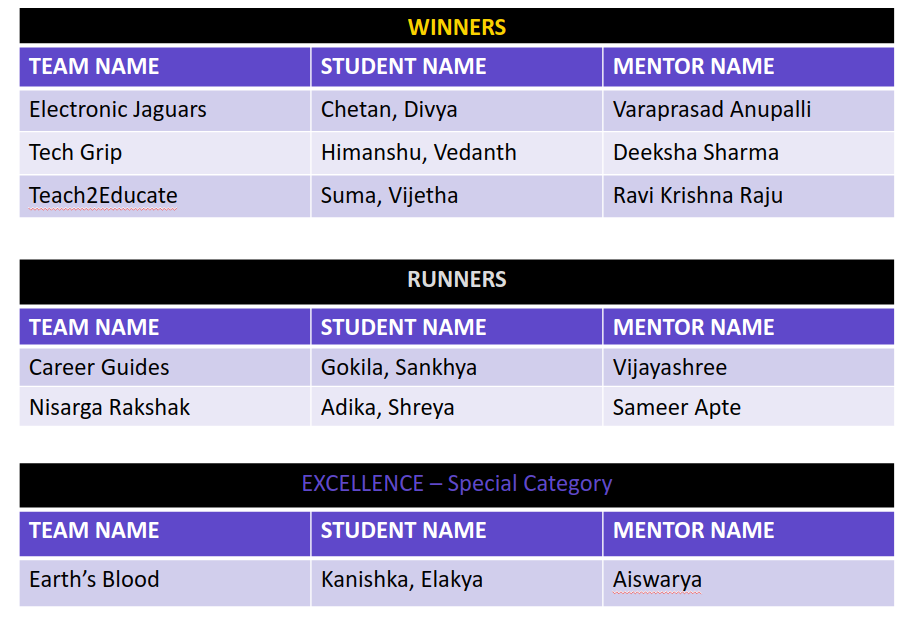 WINNERS
TEAM NAME STUDENT NAME MENTOR NAME
Electronic Jaguars Chetan, Divya Varaprasad Anupalli
Tech Grip Himanshu, Vedanth Deeksha Sharma
Teach2Educate Suma, Vijetha Ravi Krishna Raju
RUNNERS
TEAM NAME STUDENT NAME MENTOR NAME
Career Guides Gokila, Sankhya Vijayashree
Nisarga Rakshak Adika, Shreya Sameer Apte
EXCELLENCE – Special Category
TEAM NAME STUDENT NAME MENTOR NAME
Earth’s Blood Kanishka, Elakya Aiswarya